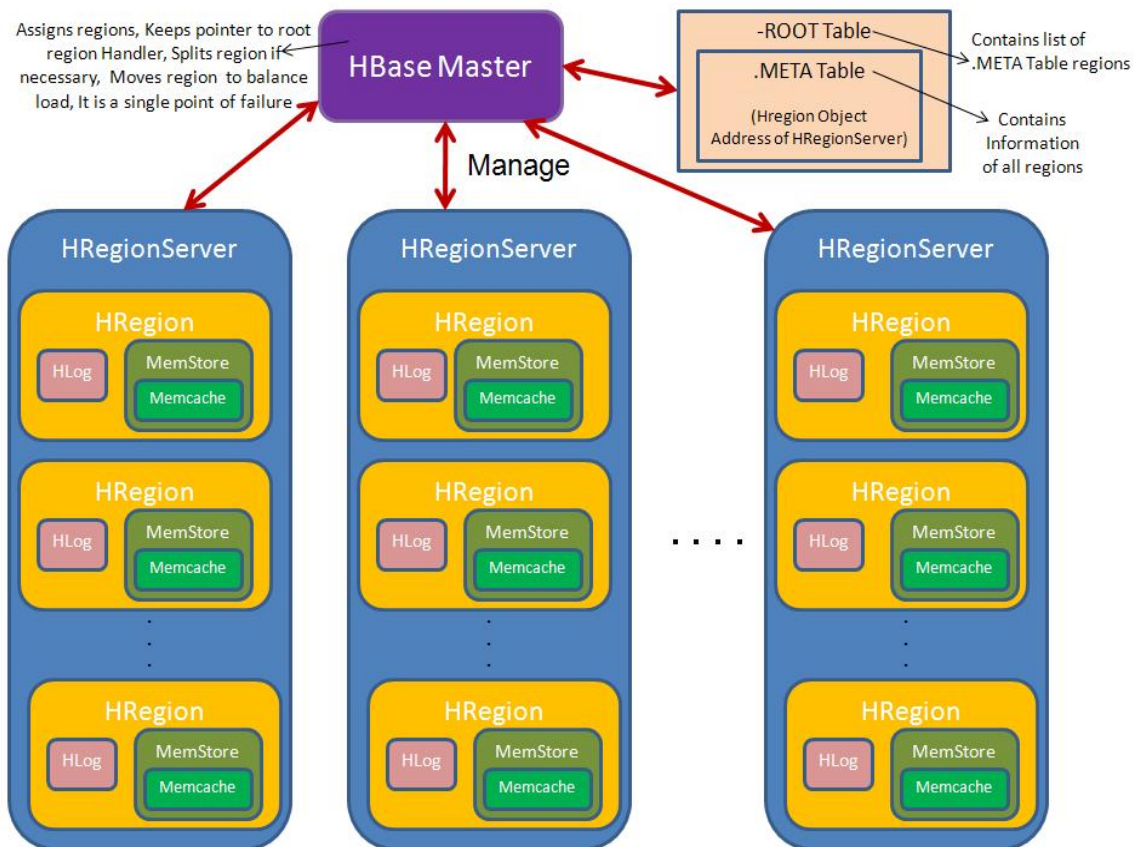 Assigns regions, Keeps pointer to root
region Handler, Splits region if
necessary, Moves region to balance
load, It is a single point of failure
HBase Master
-ROOT Table
.META Table
(Hregion Object
Address of HRegionServer)
Contains list of
.META Table regions
Contains
Information
of all regions
Manage
HRegionServer
HRegion
HLog
MemStore
Memcache
HRegion
HLog
MemStore
Memcache
.
.
.
HRegion
HLog
MemStore
Memcache
HRegionServer
HRegion
HLog
MemStore
Memcache
HRegion
HLog
MemStore
Memcache
.
.
.
HRegion
HLog
MemStore
Memcache
. . . .
HRegionServer
HRegion
HLog
MemStore
Memcache
HRegion
HLog
MemStore
Memcache
.
.
.
HRegion
HLog
MemStore
Memcache